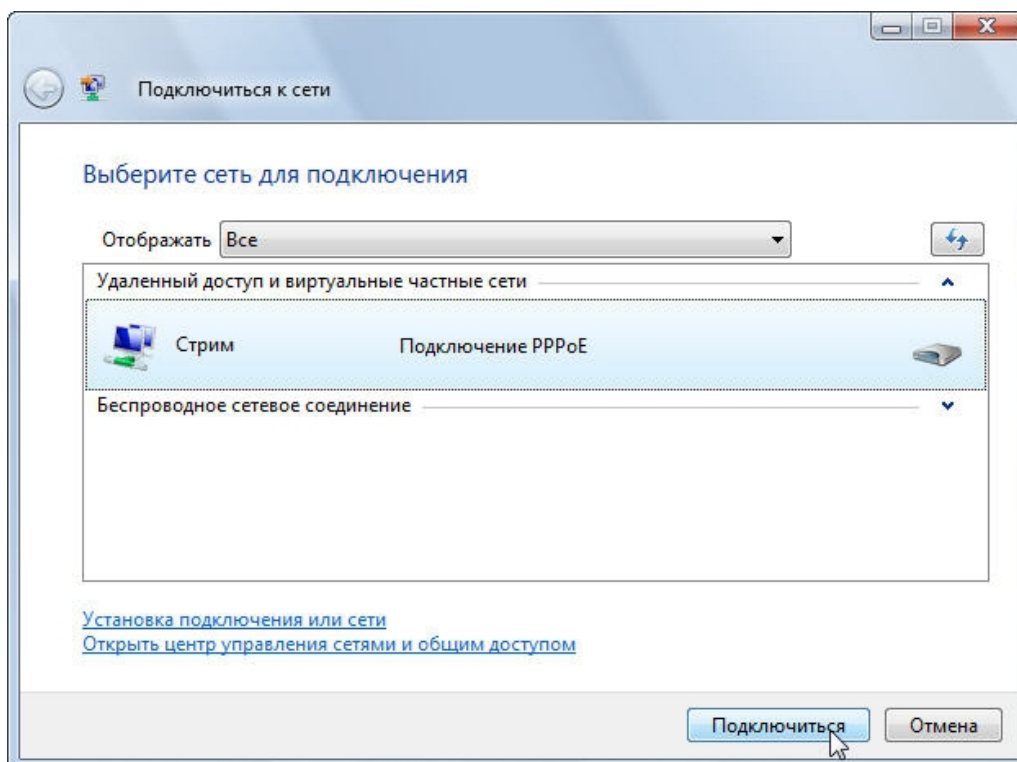 Подключиться к сети
Выберите сеть для подключения
Отображать Все
Удаленный доступ и виртуальные частные сети
Стрим Подключение PPPoE
Беспроводное сетевое соединение
Установка подключения или сети
Открыть центр управления сетями и общим доступом
Подключиться Отмена